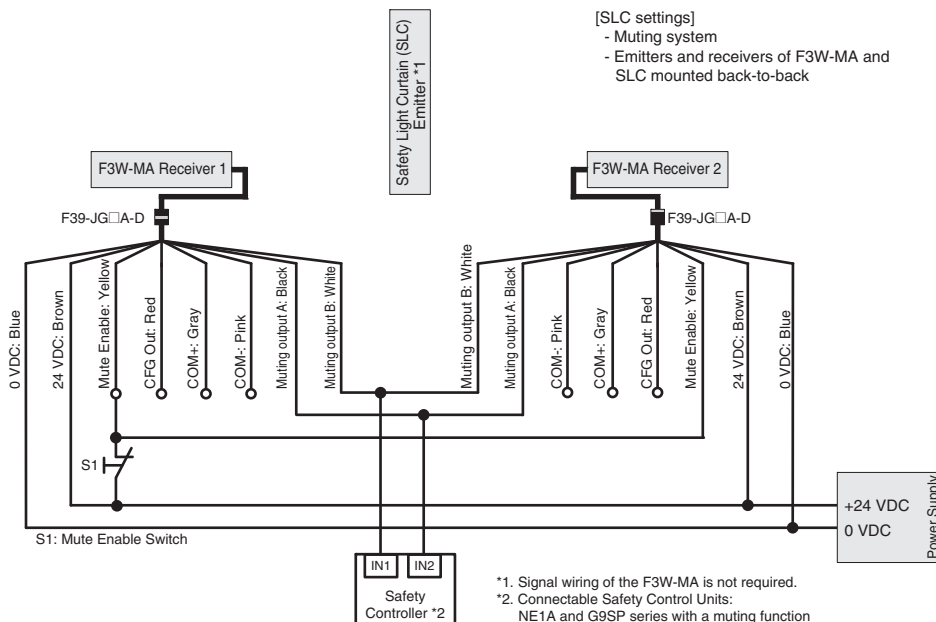 [SLC settings]
- Muting system
- Emitters and receivers of F3W-MA and
SLC mounted back-to-back
Safety Light Curtain (SLC)
Emitter *1
F3W-MA Receiver 1
F3W-MA Receiver 2
F39-JG□A-D
F39-JG□A-D
0 VDC: Blue
24 VDC: Brown
Mute Enable: Yellow
CFG Out: Red
COM+: Gray
COM-: Pink
Muting output A: Black
Muting output B: White
Muting output B: White
Muting output A: Black
COM-: Pink
COM+: Gray
CFG Out: Red
Mute Enable: Yellow
24 VDC: Brown
0 VDC: Blue
S1
+24 VDC
0 VDC
Power Supply
S1: Mute Enable Switch
IN1
IN2
Safety
Controller *2
*1. Signal wiring of the F3W-MA is not required.
*2. Connectable Safety Control Units:
NE1A and G9SP series with a muting function